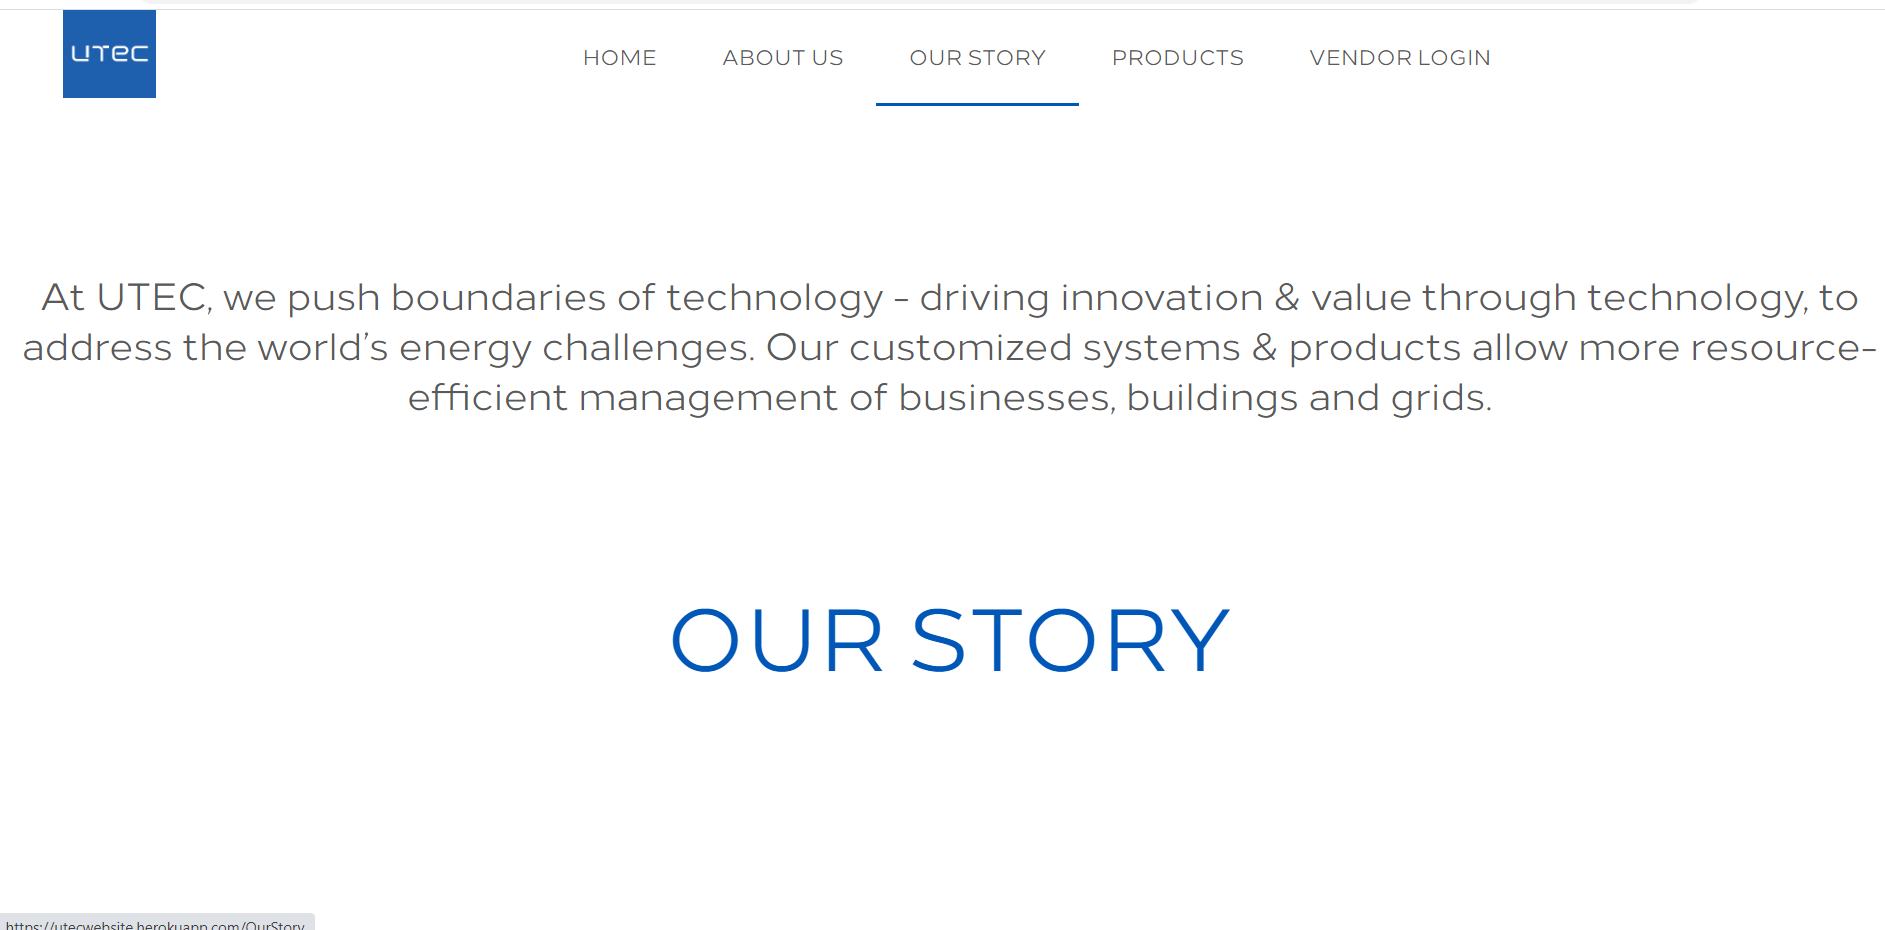 UTEC
HOME
ABOUT US
OUR STORY
PRODUCTS
VENDOR LOGIN
At UTEC, we push boundaries of technology - driving innovation & value through technology, to
address the world’s energy challenges. Our customized systems & products allow more resource-
efficient management of businesses, buildings and grids.
OUR STORY
https://utecwebsite.herokuapp.com/OurStory